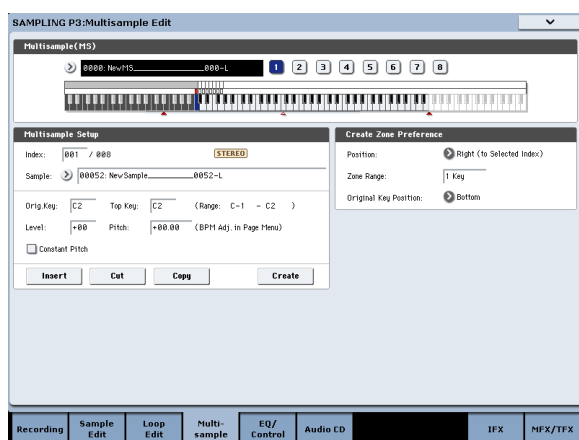 SAMPLING P3:Multisample Edit
Multisample(MS)
0000: NewMS_______________000-L
1 2 3 4 5 6 7 8
Multisample Setup
Index: 001 / 008 STEREO
Sample: 00052: NewSample_________0052-L
Orig.Key: C2 Top Key: C2 (Range: C-1 - C2 )
Level: +00 Pitch: +00.00 (BPM Adj. in Page Menu)
Constant Pitch
Insert Cut Copy Create
Create Zone Preference
Position: Right (to Selected Index)
Zone Range: 1 Key
Original Key Position: Bottom
Recording Sample Edit Loop Edit Multi-sample EQ/Control Audio CD IFX MFX/TFX